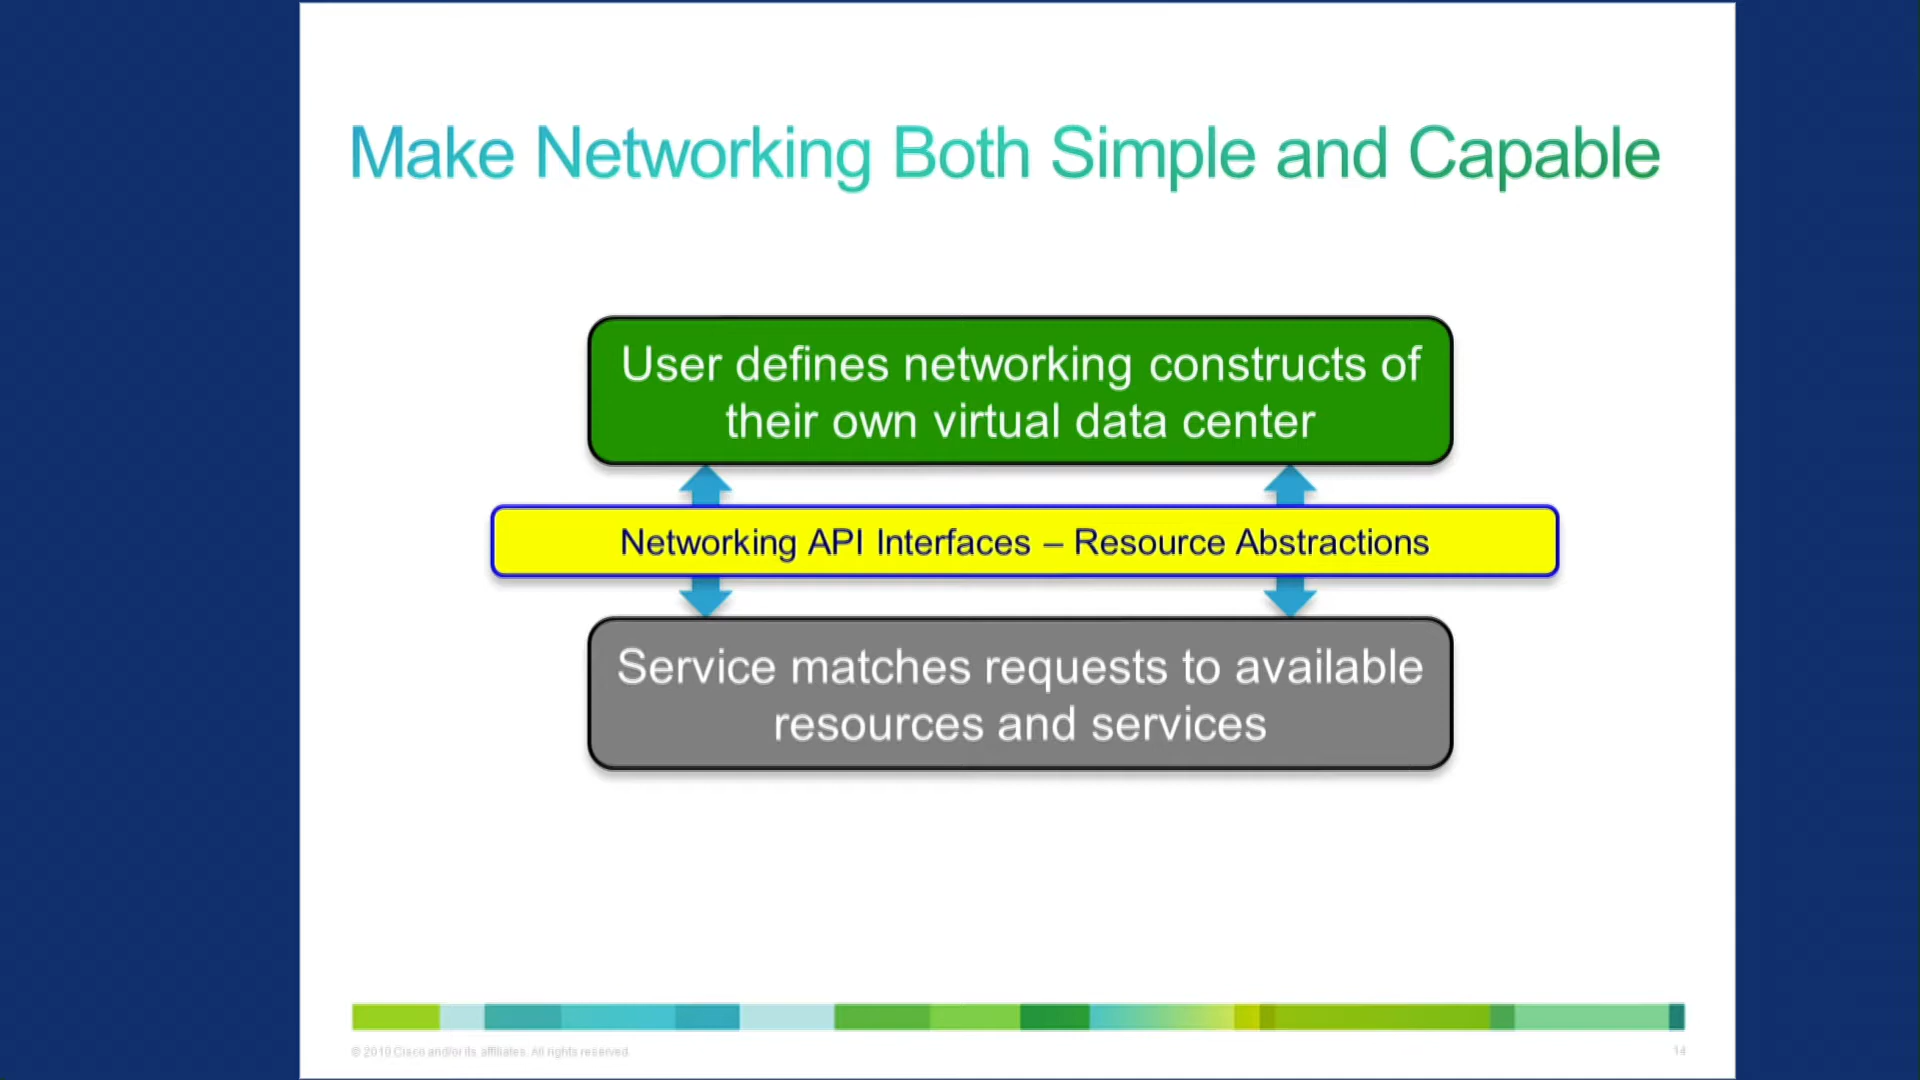 Make Networking Both Simple and Capable
User defines networking constructs of
their own virtual data center
Networking API Interfaces – Resource Abstractions
Service matches requests to available
resources and services
© 2010 Cisco and/or its affiliates. All rights reserved.
14